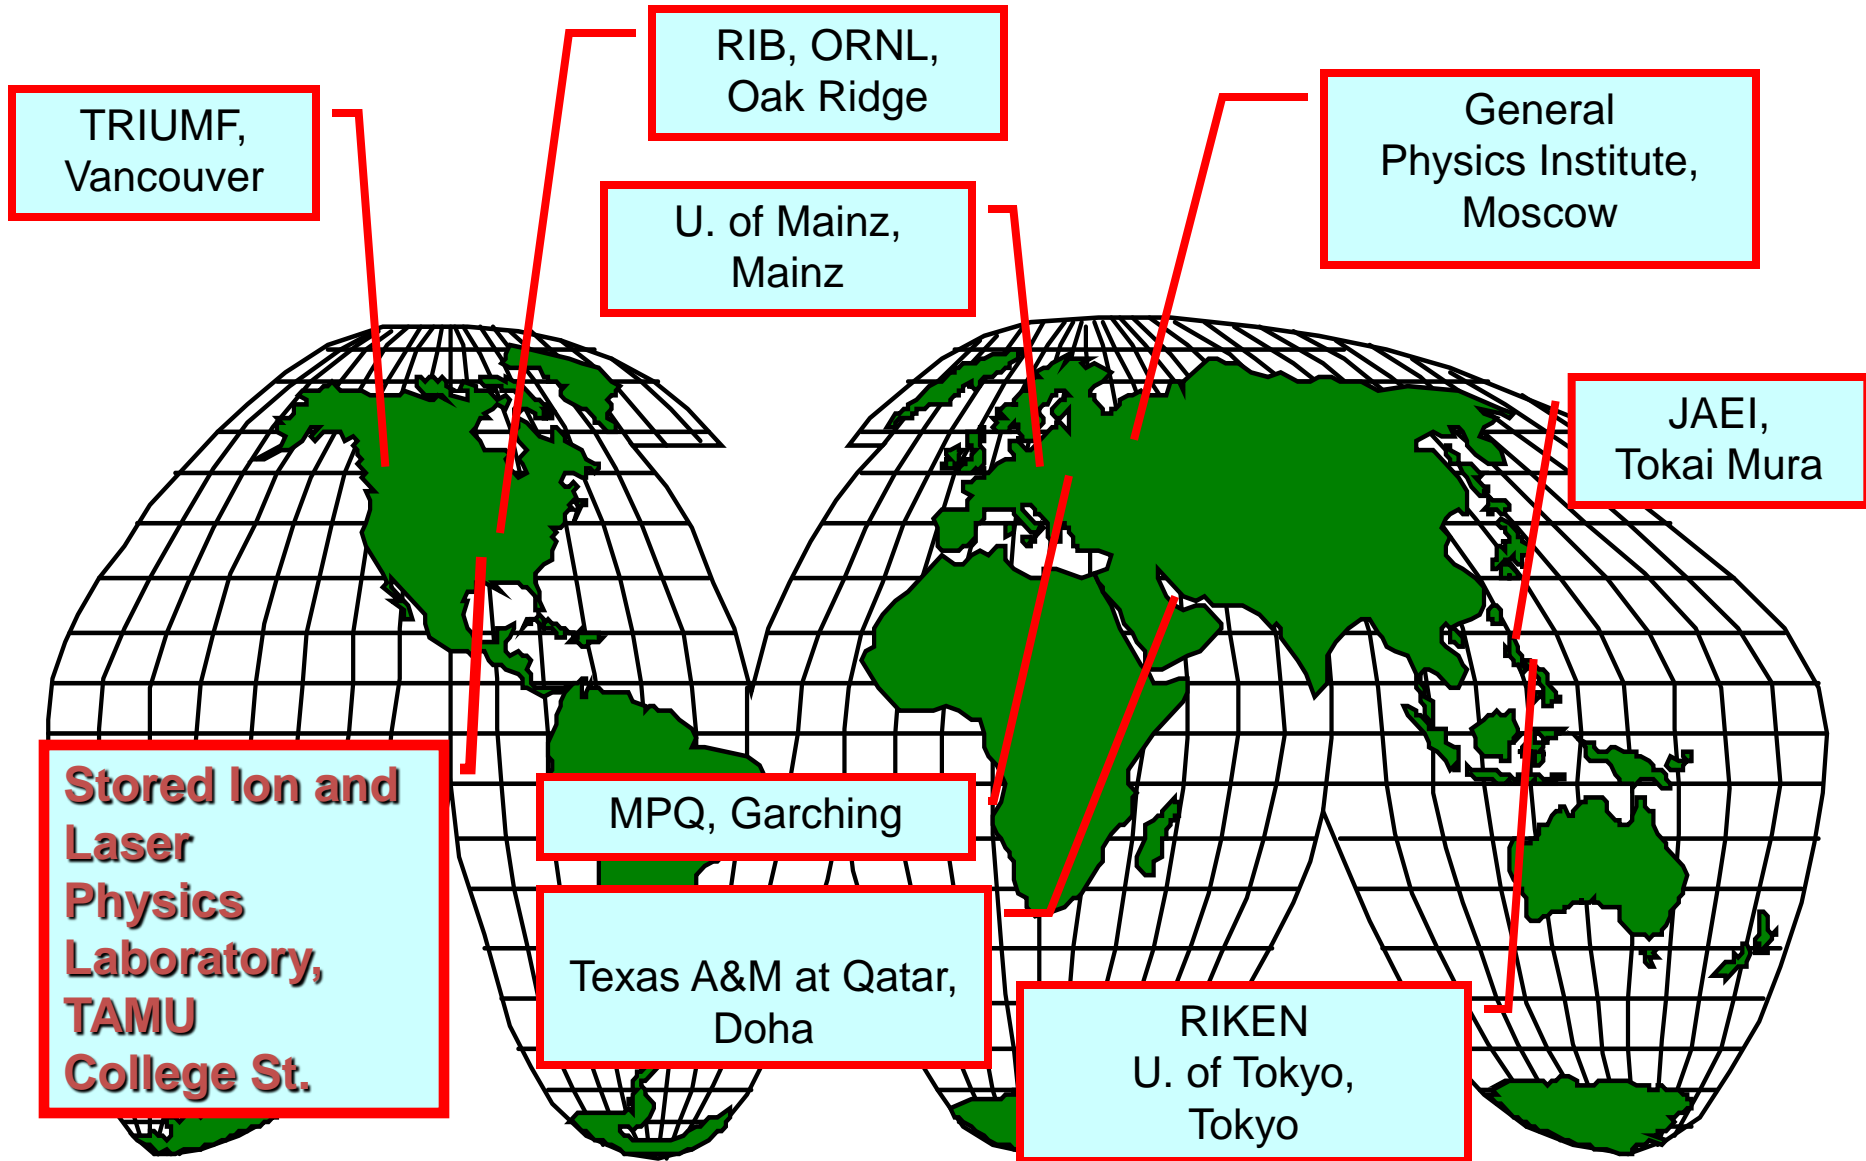 RIB, ORNL,
Oak Ridge
TRIUMF,
Vancouver
General
Physics Institute,
Moscow
U. of Mainz,
Mainz
JAEI,
Tokai Mura
Stored Ion and
Laser
Physics
Laboratory,
TAMU
College St.
MPQ, Garching
Texas A&M at Qatar,
Doha
RIKEN
U. of Tokyo,
Tokyo